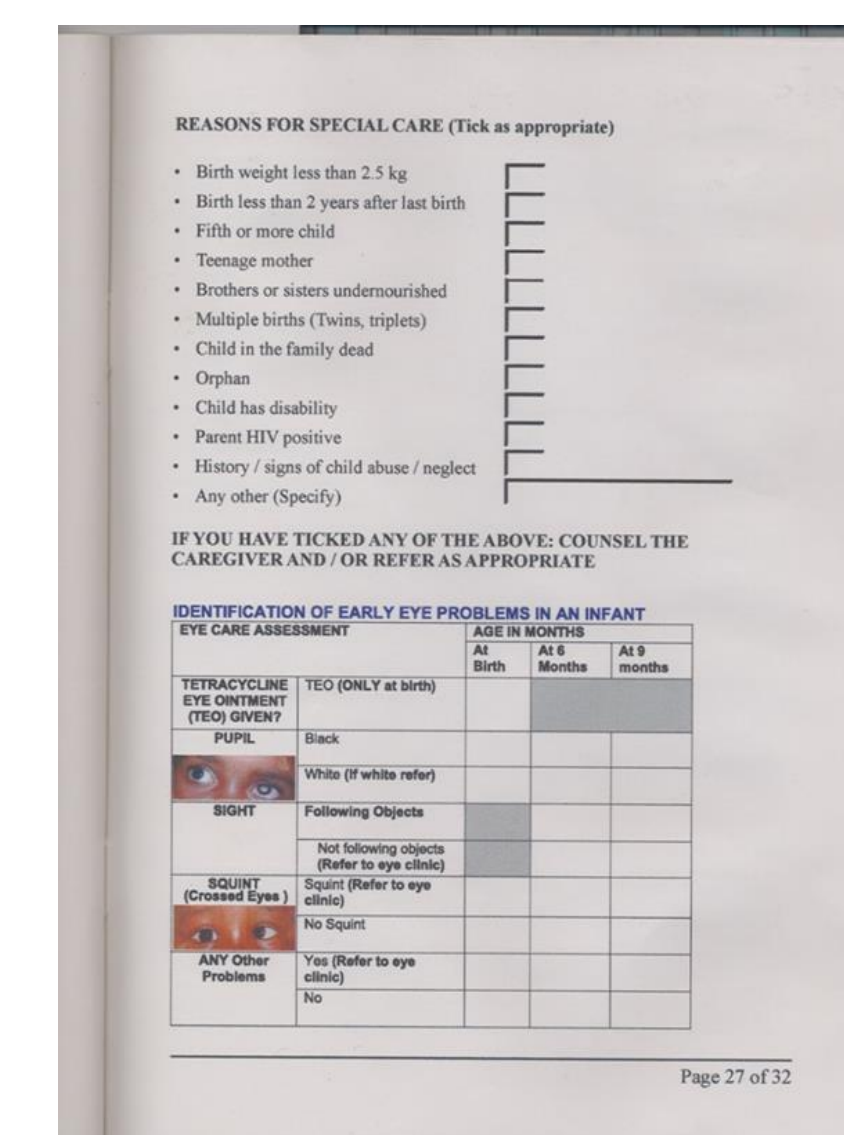 REASONS FOR SPECIAL CARE (Tick as appropriate)
• Birth weight less than 2.5 kg
• Birth less than 2 years after last birth
• Fifth or more child
• Teenage mother
• Brothers or sisters undernourished
• Multiple births (Twins, triplets)
• Child in the family dead
• Orphan
• Child has disability
• Parent HIV positive
• History / signs of child abuse / neglect
• Any other (Specify)
IF YOU HAVE TICKED ANY OF THE ABOVE: COUNSEL THE
CAREGIVER AND / OR REFER AS APPROPRIATE
IDENTIFICATION OF EARLY EYE PROBLEMS IN AN INFANT
EYE CARE ASSESSMENT AGE IN MONTHS
At Birth At 6 Months At 9 months
TETRACYCLINE EYE OINTMENT (TEO) GIVEN? TEO (ONLY at birth)
PUPIL Black
White (If white refer)
SIGHT Following Objects
Not following objects (Refer to eye clinic)
SQUINT (Crossed Eyes ) Squint (Refer to eye clinic)
No Squint
ANY Other Problems Yes (Refer to eye clinic)
No
Page 27 of 32